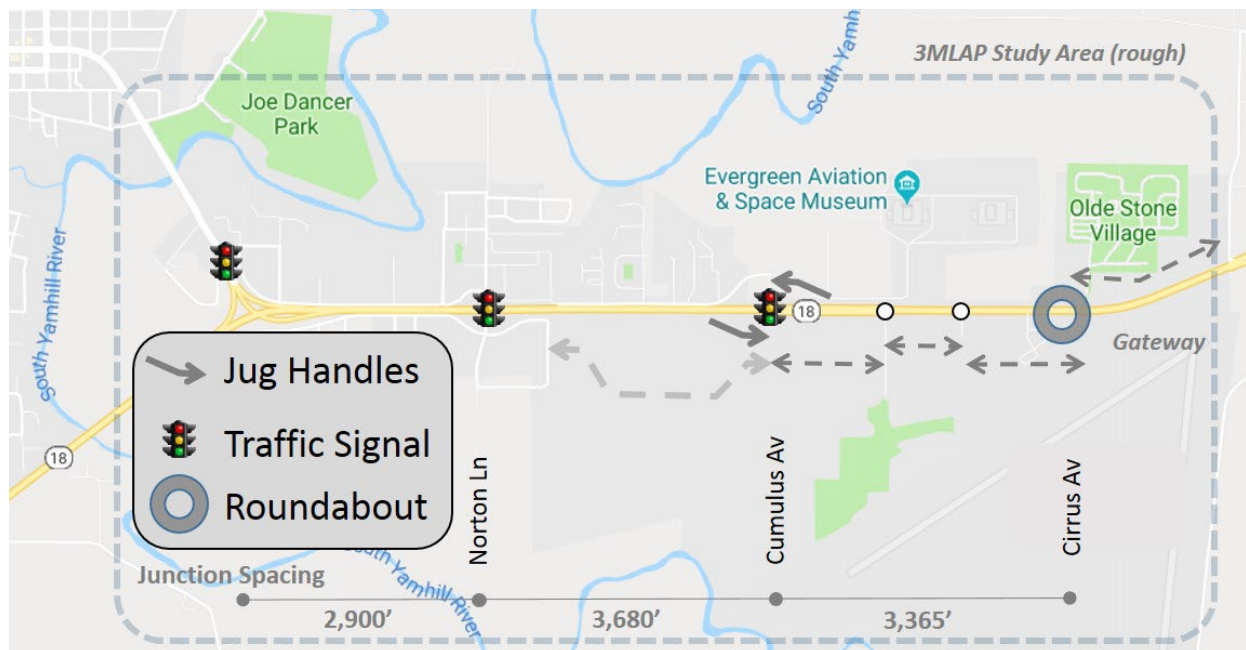 3MLAP Study Area (rough)
South Yamh
Joe Dancer
Park
Evergreen Aviation
& Space Museum
Olde Stone
Village
South Yamhill River
18
Gateway
Jug Handles
Traffic Signal
Roundabout
18
Norton Ln
Cumulus Av
Cirrus Av
South Yamhill River
Junction Spacing
2,900’
3,680’
3,365’